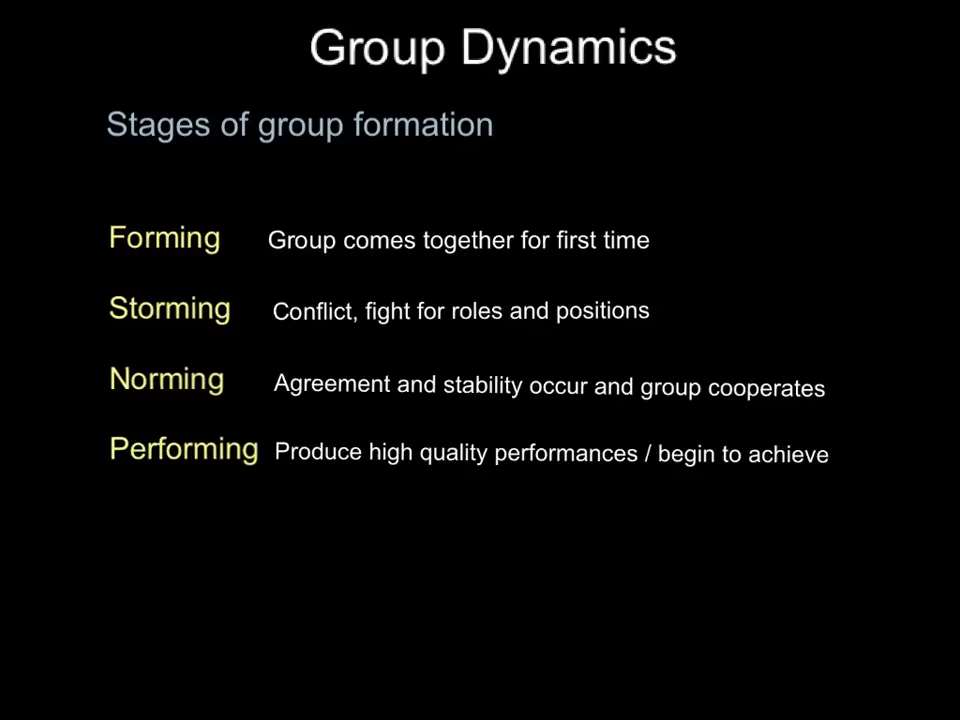 Group Dynamics
Stages of group formation
Forming Group comes together for first time
Storming Conflict, fight for roles and positions
Norming Agreement and stability occur and group cooperates
Performing Produce high quality performances / begin to achieve